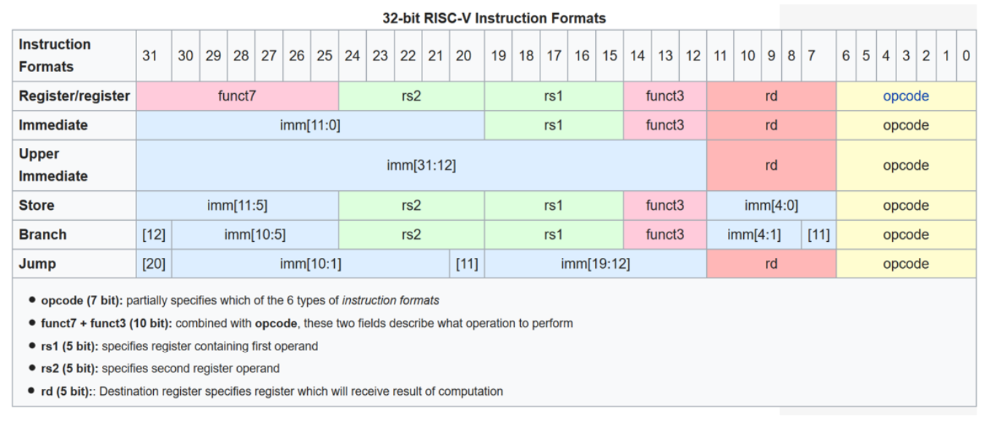 32-bit RISC-V Instruction Formats
Instruction
Formats 31 30 29 28 27 26 25 24 23 22 21 20 19 18 17 16 15 14 13 12 11 10 9 8 7 6 5 4 3 2 1 0
Register/register funct7 rs2 rs1 funct3 rd opcode
Immediate imm[11:0] rs1 funct3 rd opcode
Upper
Immediate imm[31:12] rd opcode
Store imm[11:5] rs2 rs1 funct3 imm[4:0] opcode
Branch [12] imm[10:5] rs2 rs1 funct3 imm[4:1] [11] opcode
Jump [20] imm[10:1] [11] imm[19:12] rd opcode
● opcode (7 bit): partially specifies which of the 6 types of instruction formats
● funct7 + funct3 (10 bit): combined with opcode, these two fields describe what operation to perform
● rs1 (5 bit): specifies register containing first operand
● rs2 (5 bit): specifies second register operand
● rd (5 bit):: Destination register specifies register which will receive result of computation